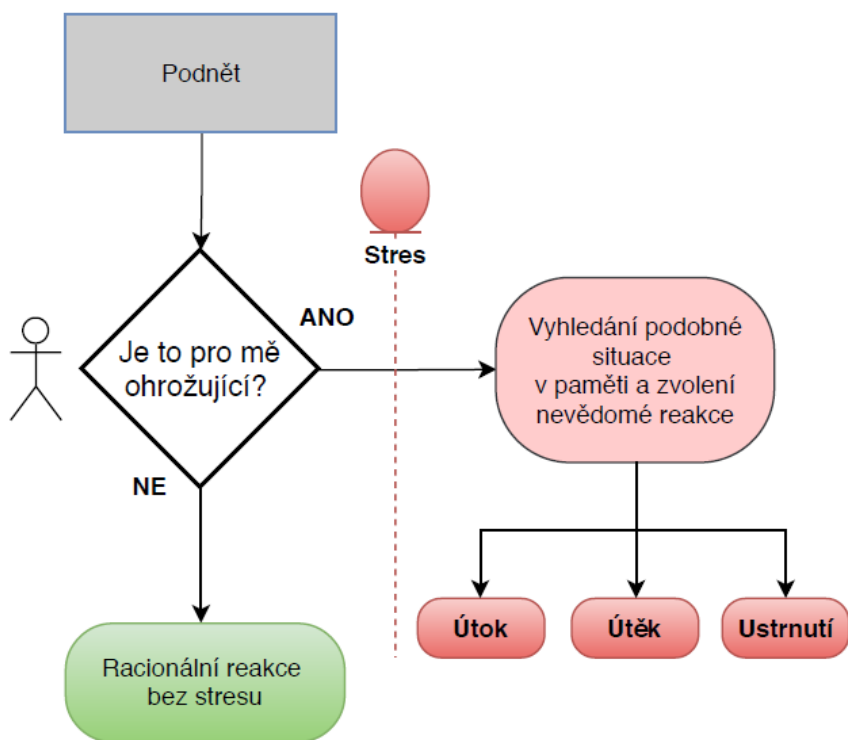 Podnět
Stres
ANO
Je to pro mě
ohrožující?
Vyhledání podobné
situace
v paměti a zvolení
nevědomé reakce
NE
Útok
Útěk
Ustrnutí
Racionální reakce
bez stresu